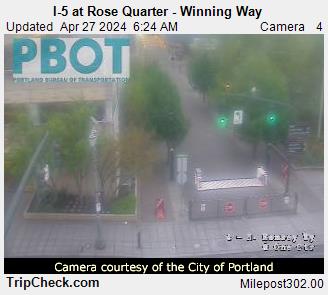 I-5 at Rose Quarter - Winning Way
Updated Apr 27 2024 6:24 AM Camera 4
PBOT
PORTLAND BUREAU OF TRANSPORTATION
Camera courtesy of the City of Portland
TripCheck.com Milepost302.00